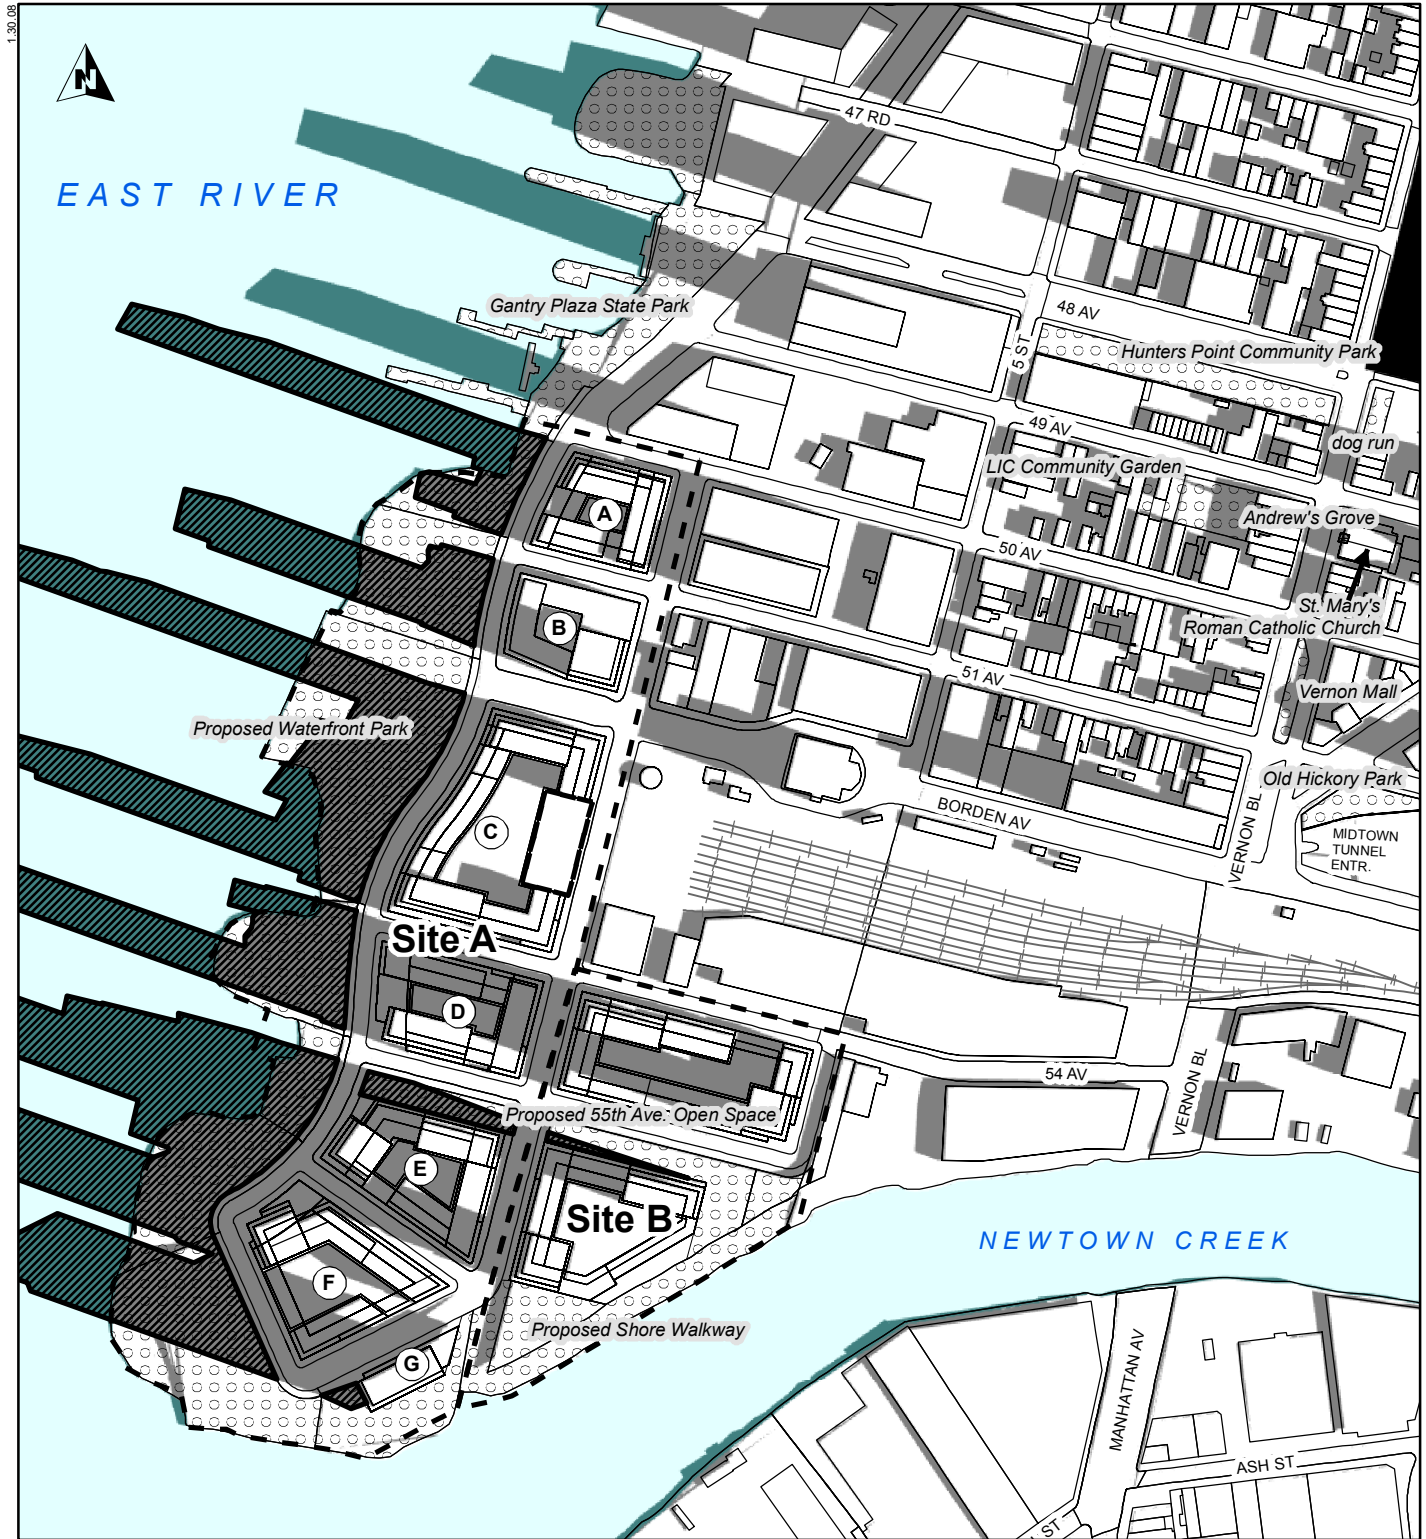 1.30.08
N
47 RD
EAST RIVER
Gantry Plaza State Park
48 AV
5 ST
Hunters Point Community Park
49 AV
dog run
LIC Community Garden
A
Andrew's Grove
50 AV
St. Mary's
Roman Catholic Church
B
51 AV
Vernon Mall
Proposed Waterfront Park
Old Hickory Park
BORDEN AV
C
VERNON BL
MIDTOWN
TUNNEL
ENTR.
Site A
D
54 AV
VERNON BL
Proposed 55th Ave. Open Space
E
Site B
NEWTOWN CREEK
F
Proposed Shore Walkway
G
MANHATTAN AV
ASH ST
ST